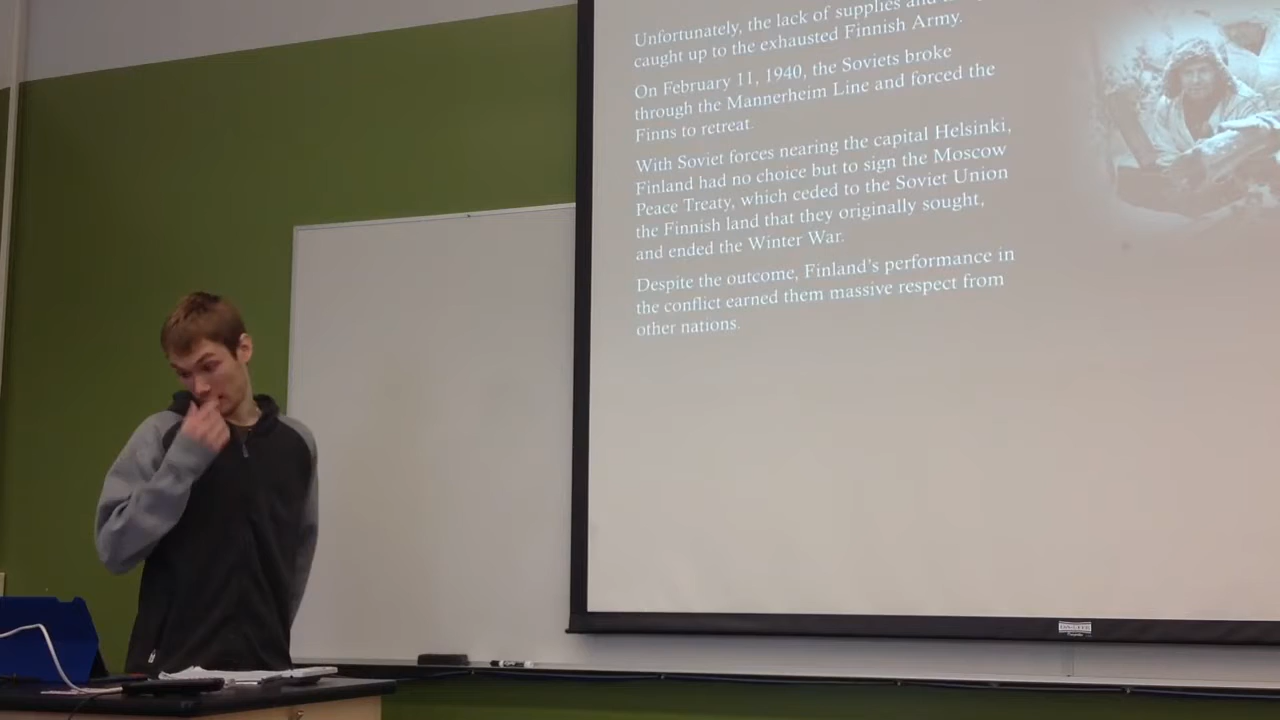 Unfortunately, the lack of supplies and
caught up to the exhausted Finnish Army.
On February 11, 1940, the Soviets broke
through the Mannerheim Line and forced the
Finns to retreat.
With Soviet forces nearing the capital Helsinki,
Finland had no choice but to sign the Moscow
Peace Treaty, which ceded to the Soviet Union
the Finnish land that they originally sought,
and ended the Winter War.
Despite the outcome, Finland's performance in
the conflict earned them massive respect from
other nations.